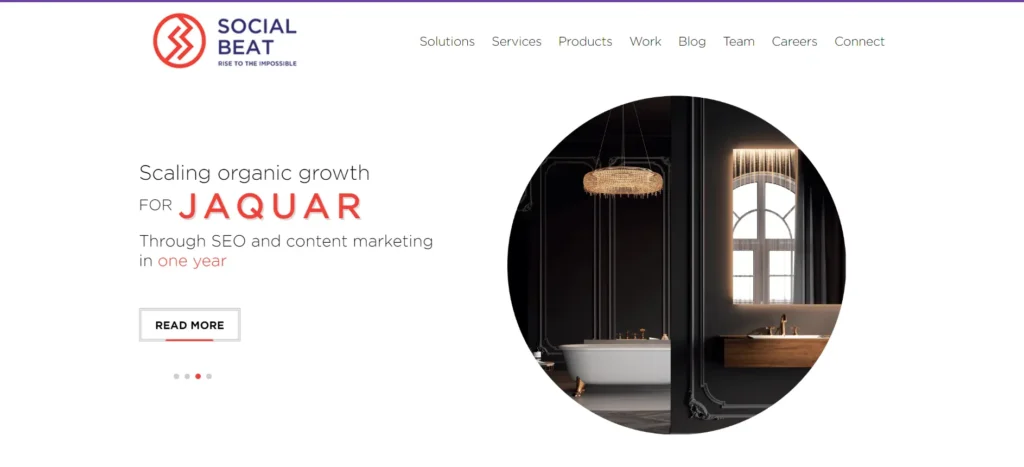 SOCIAL
BEAT
RISE TO THE IMPOSSIBLE
Solutions Services Products Work Blog Team Careers Connect
Scaling organic growth
FOR JAQUAR
Through SEO and content marketing
in one year
READ MORE